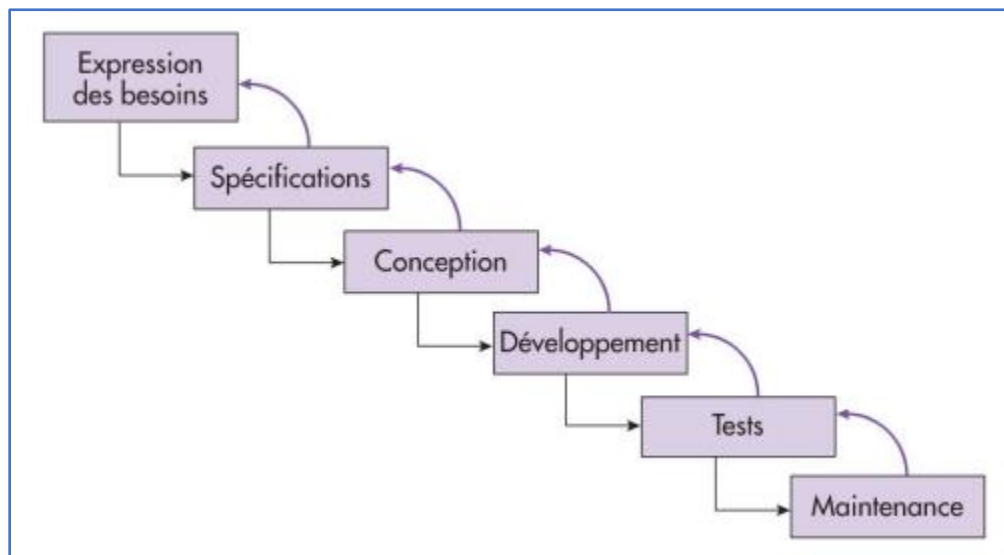 Expression
des besoins
Spécifications
Conception
Développement
Tests
Maintenance